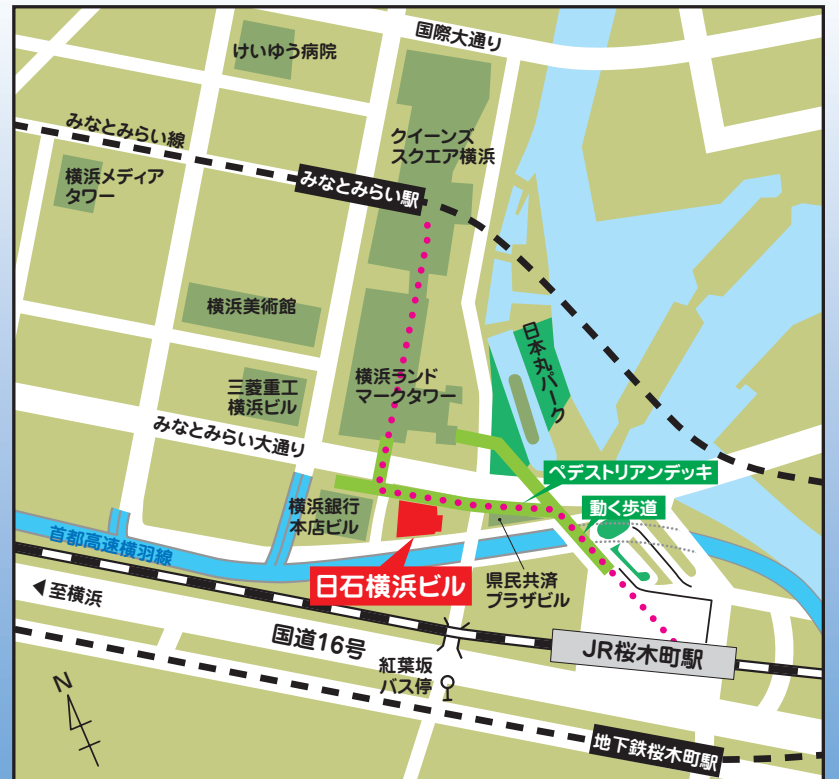 国際大通り
けいゆう病院
みなとみらい線
クイーンズ
スクエア横浜
横浜メディア
タワー
みなとみらい駅
横浜美術館
日本丸パーク
横浜ランド
マークタワー
三菱重工
横浜ビル
みなとみらい大通り
ペデストリアンデッキ
動く歩道
横浜銀行
本店ビル
首都高速横羽線
日石横浜ビル
県民共済
プラザビル
至横浜
国道16号
JR桜木町駅
紅葉坂
バス停
N
地下鉄桜木町駅